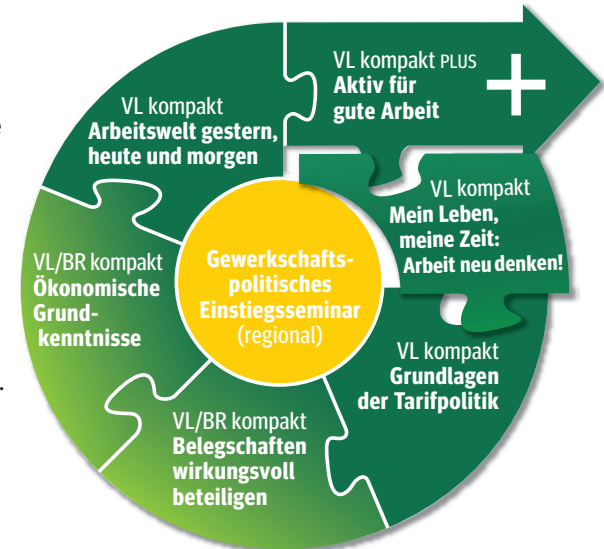 VL kompakt PLUS
Aktiv für
gute Arbeit
+
VL kompakt
Arbeitswelt gestern,
heute und morgen
VL kompakt
Mein Leben,
meine Zeit:
Arbeit neu denken!
VL/BR kompakt
Ökonomische
Grund-
kenntnisse
Gewerkschafts-
politisches
Einstiegsseminar
(regional)
VL kompakt
Grundlagen
der Tarifpolitik
VL/BR kompakt
Belegschaften
wirkungsvoll
beteiligen